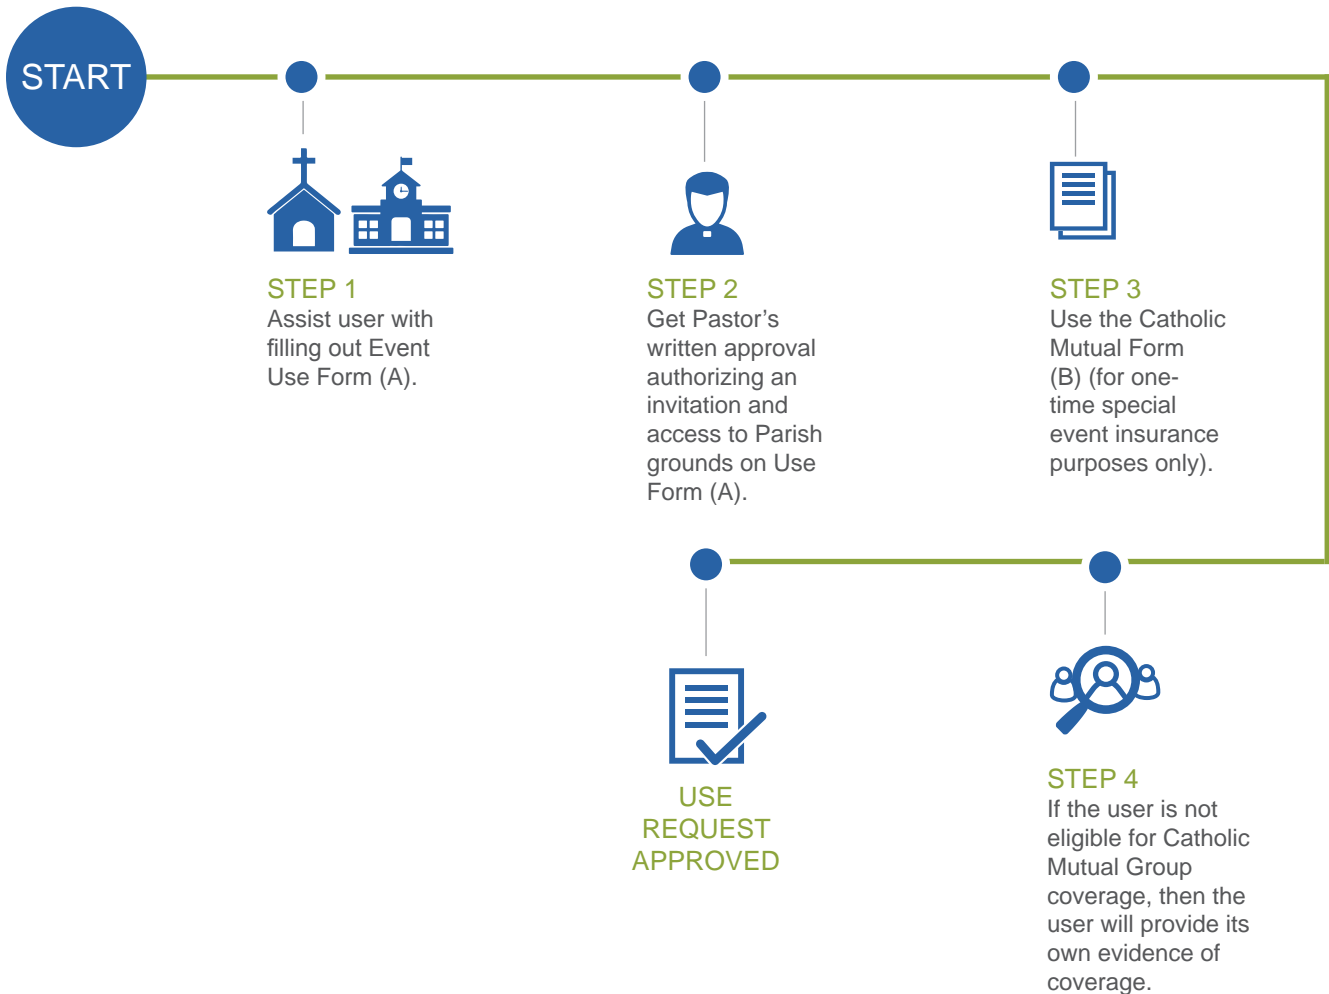 START
STEP 1
Assist user with
filling out Event
Use Form (A).
STEP 2
Get Pastor's
written approval
authorizing an
invitation and
access to Parish
grounds on Use
Form (A).
STEP 3
Use the Catholic
Mutual Form
(B) (for one-
time special
event insurance
purposes only).
STEP 4
If the user is not
eligible for Catholic
Mutual Group
coverage, then the
user will provide its
own evidence of
coverage.
USE
REQUEST
APPROVED